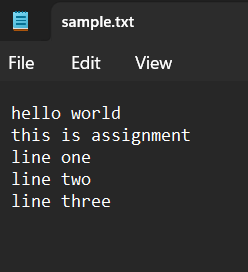 sample.txt
File Edit View
hello world
this is assignment
line one
line two
line three